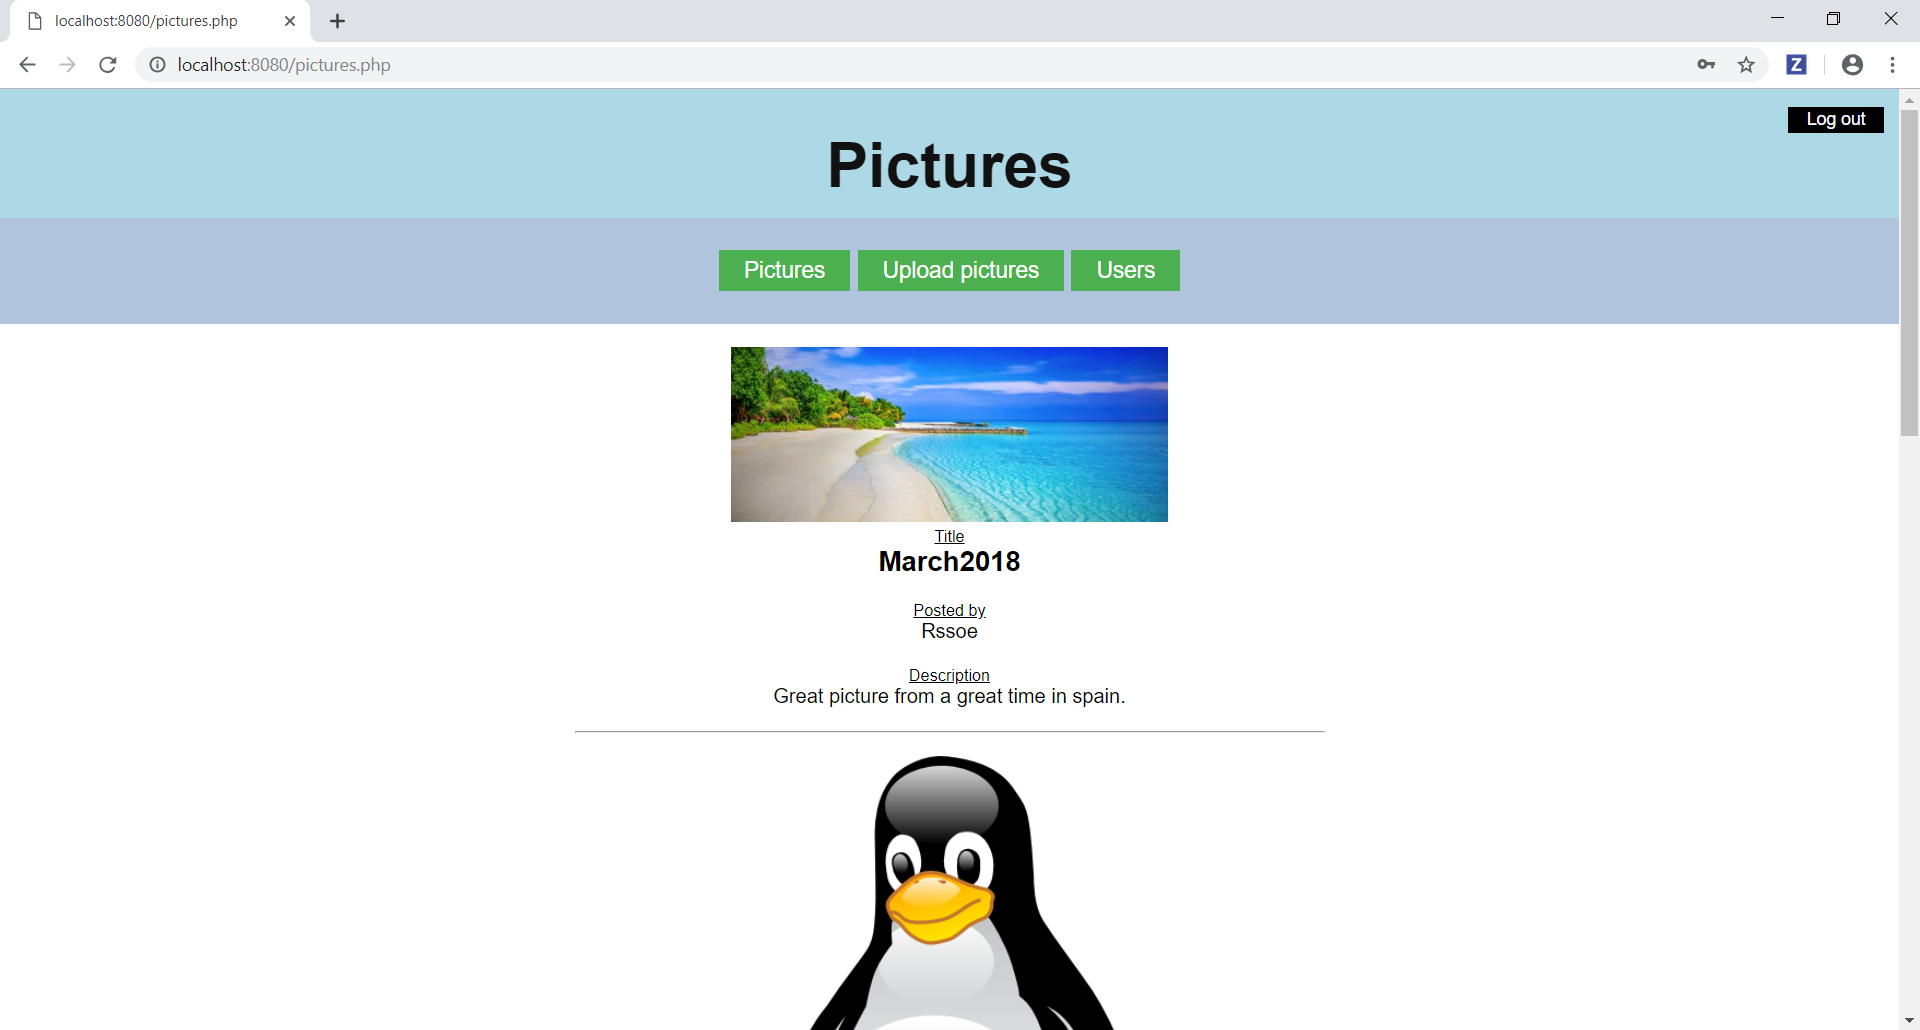 localhost:8080/pictures.php
localhost:8080/pictures.php
Z
Log out
Pictures
Pictures Upload pictures Users
Title
March2018
Posted by
Rssoe
Description
Great picture from a great time in spain.